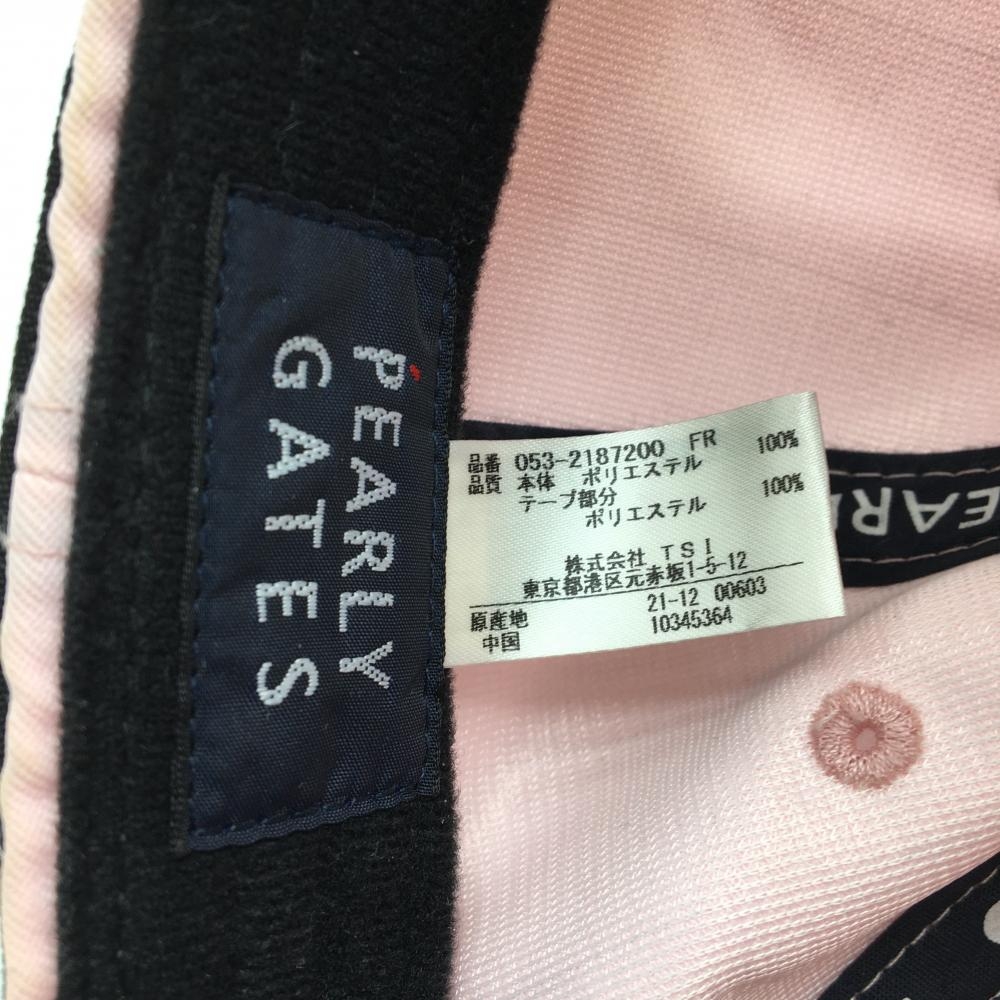 PEARLY
GATES
品番 053-2187200 FR
品質 本体 ポリエステル 100%
テープ部分
ポリエステル 100%
株式会社 TSI
東京都港区元赤坂1-5-12
原産地 21-12 00603
中国 10345364